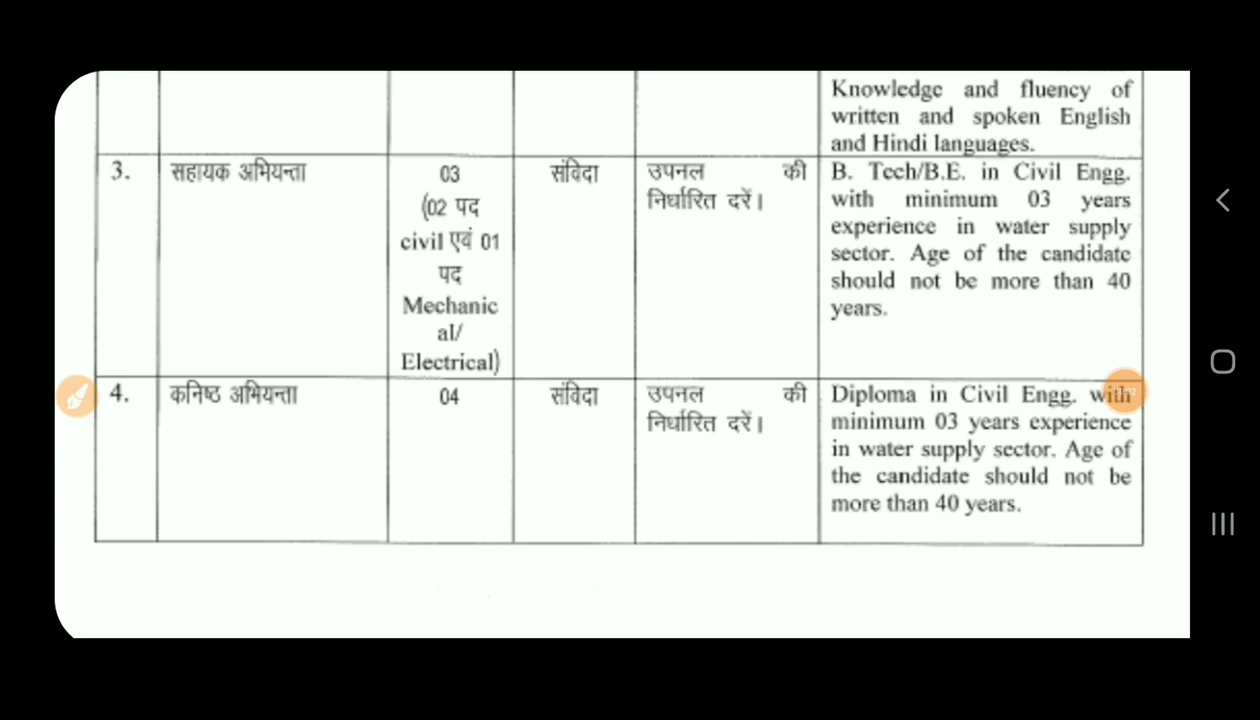 Knowledge and fluency of
written and spoken English
and Hindi languages.
3.
सहायक अभियन्ता
03
(02 पद
civil एवं 01
पद
Mechanic
al/
Electrical)
संविदा
उपनल की
निर्धारित दरें।
B. Tech/B.E. in Civil Engg.
with minimum 03 years
experience in water supply
sector. Age of the candidate
should not be more than 40
years.
4.
कनिष्ठ अभियन्ता
04
संविदा
उपनल की
निर्धारित दरें।
Diploma in Civil Engg. with
minimum 03 years experience
in water supply sector. Age of
the candidate should not be
more than 40 years.